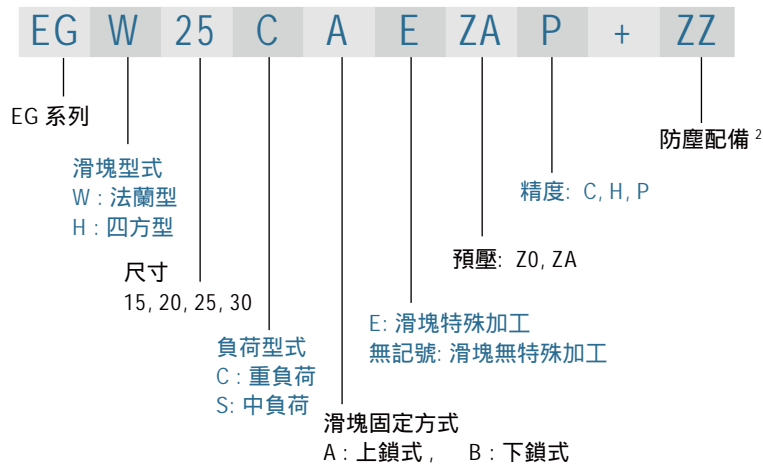 EG W 25 C A E ZA P + ZZ
EG 系列
防塵配備 2
滑塊型式
W : 法蘭型
H : 四方型
精度: C, H, P
預壓: Z0, ZA
尺寸
15, 20, 25, 30
E: 滑塊特殊加工
無記號: 滑塊無特殊加工
負荷型式
C : 重負荷
S: 中負荷
滑塊固定方式
A : 上鎖式 , B : 下鎖式